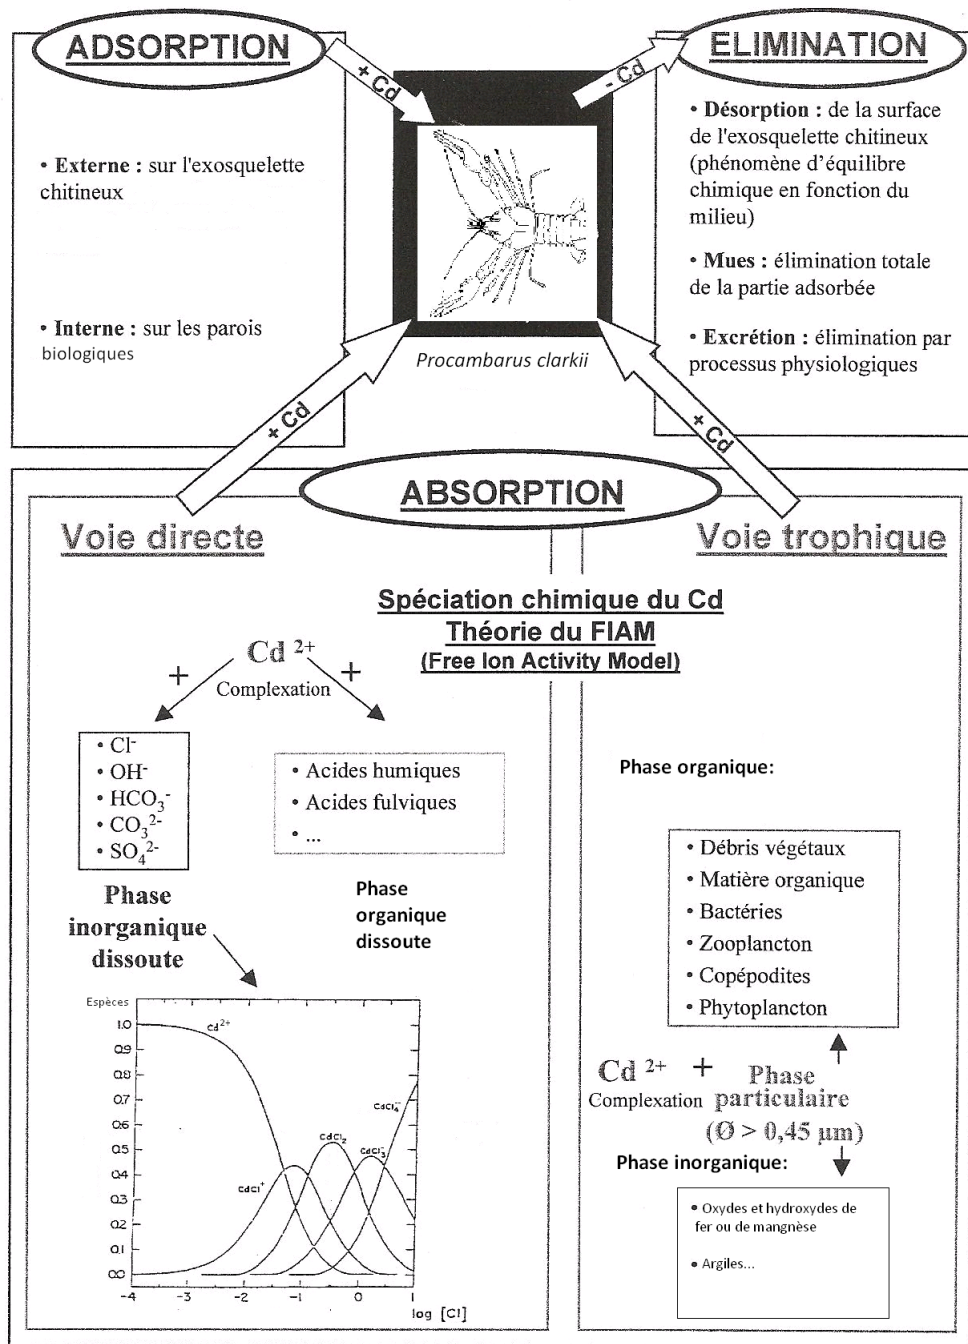 ADSORPTION
+ Cd
- Cd
ELIMINATION
• Externe : sur l'exosquelette
chitineux
• Interne : sur les parois
biologiques
Procambarus clarkii
• Désorption : de la surface
de l'exosquelette chitineux
(phénomène d'équilibre
chimique en fonction du
milieu)
• Mues : élimination totale
de la partie adsorbée
• Excrétion : élimination par
processus physiologiques
+ Cd
+ Cd
ABSORPTION
Voie directe
Voie trophique
Spéciation chimique du Cd
Théorie du FIAM
(Free Ion Activity Model)
+ Cd 2+ +
Complexation
• Cl-
• OH-
• HCO3-
• CO3 2-
• SO4 2-
• Acides humiques
• Acides fulviques
• ...
Phase
inorganique
dissoute
Phase
organique
dissoute
Espèces
1.0
0.9
0.8
0.7
0.6
0.5
0.4
0.3
0.2
0.1
0.0
Cd2+
CdCl+
CdCl2
CdCl3-
CdCl4--
-4 -3 -2 -1 0 1
log [Cl]
Phase organique:
• Débris végétaux
• Matière organique
• Bactéries
• Zooplancton
• Copépodites
• Phytoplancton
Cd 2+ + Phase
Complexation particulaire
(Ø > 0,45 µm)
Phase inorganique:
• Oxydes et hydroxydes de
fer ou de mangnèse
• Argiles...